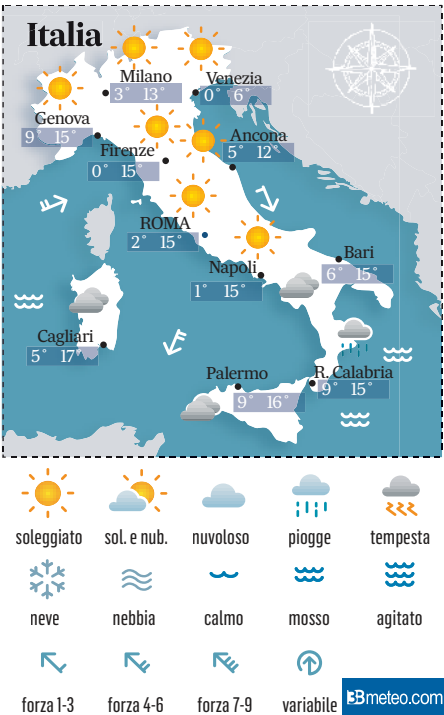 Italia
Milano
3° 13°
Venezia
0° 6°
Genova
9° 15°
Firenze
0° 15°
Ancona
5° 12°
ROMA
2° 15°
Napoli
1° 15°
Bari
6° 15°
Cagliari
5° 17°
Palermo
9° 16°
R. Calabria
9° 15°
soleggiato sol. e nub. nuvoloso piogge tempesta
neve nebbia calmo mosso agitato
forza 1-3 forza 4-6 forza 7-9 variabile
3Bmeteo.com